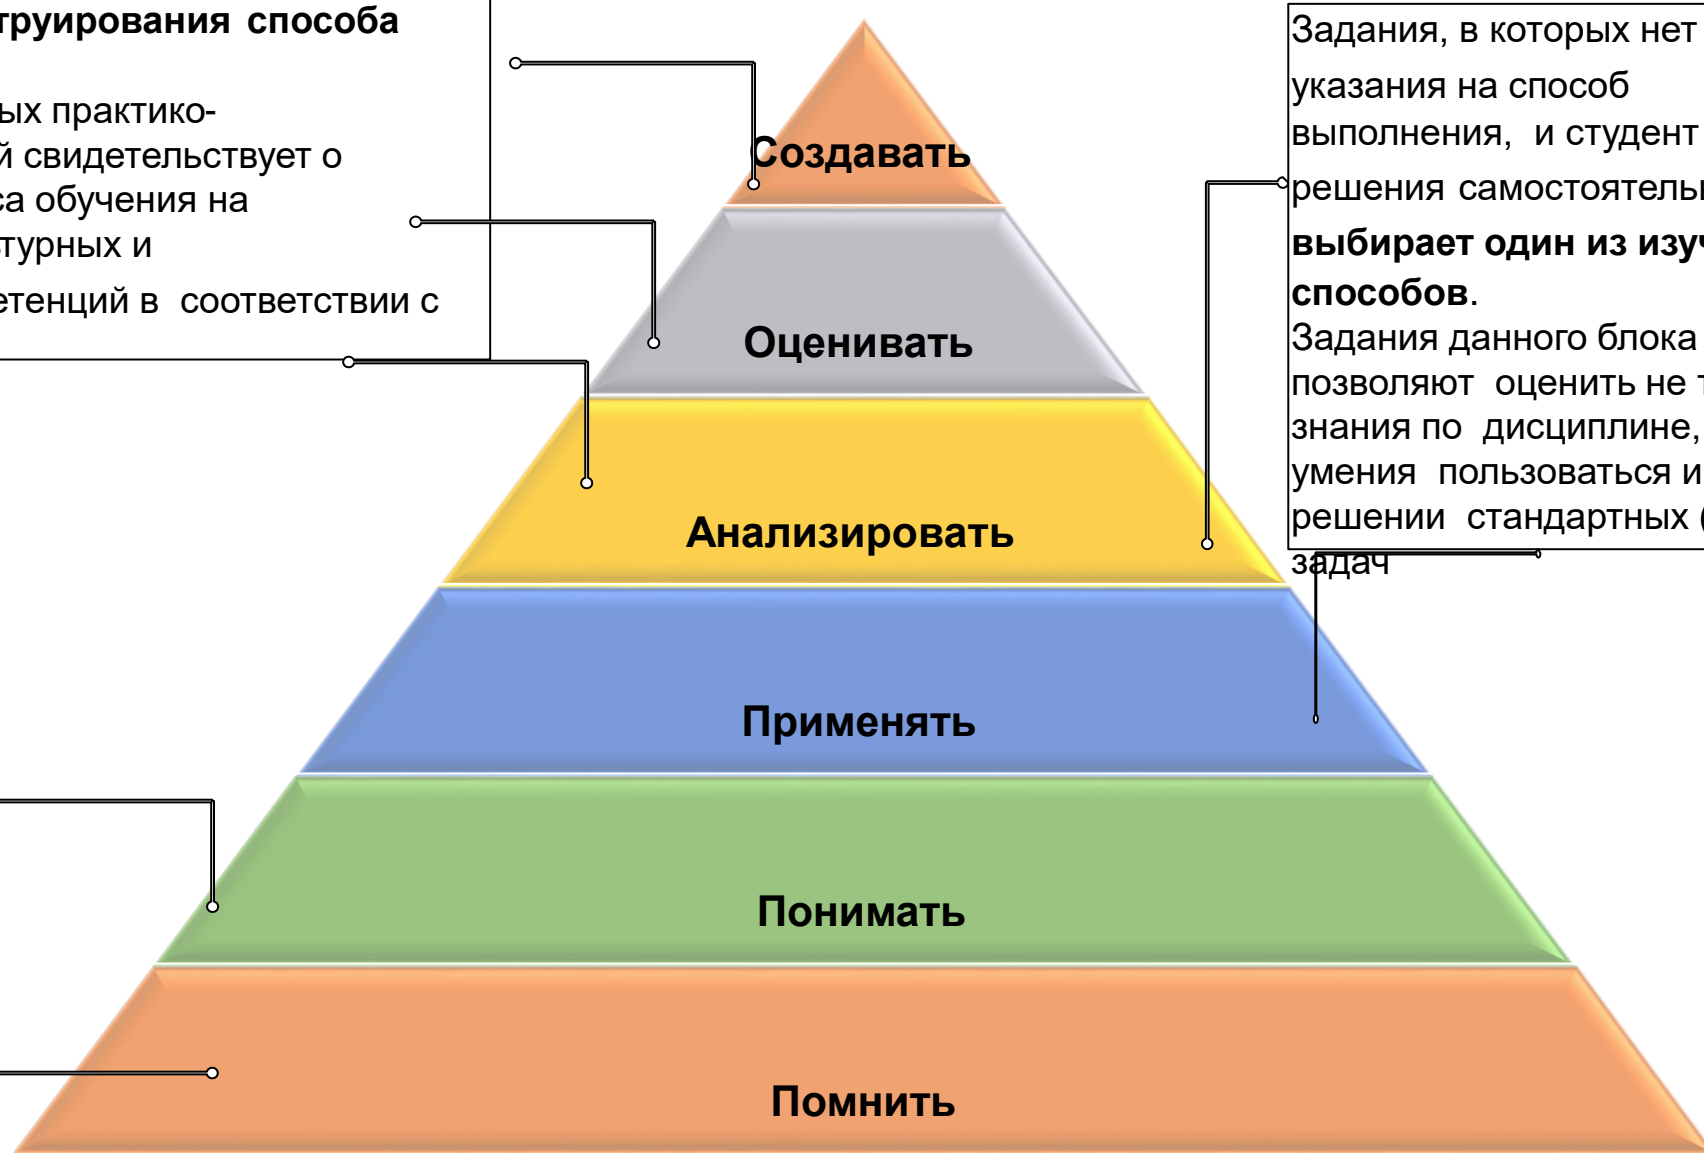 труирования способа
ых практико-
й свидетельствует о
са обучения на
турных и
етенций в соответствии с
Создавать
Оценивать
Анализировать
Применять
Понимать
Помнить
Задания, в которых нет
указания на способ
выполнения, и студент
решения самостоятель
выбирает один из изу
способов.
Задания данного блока
позволяют оценить не
знания по дисциплине,
умения пользоваться и
решении стандартных (
задач